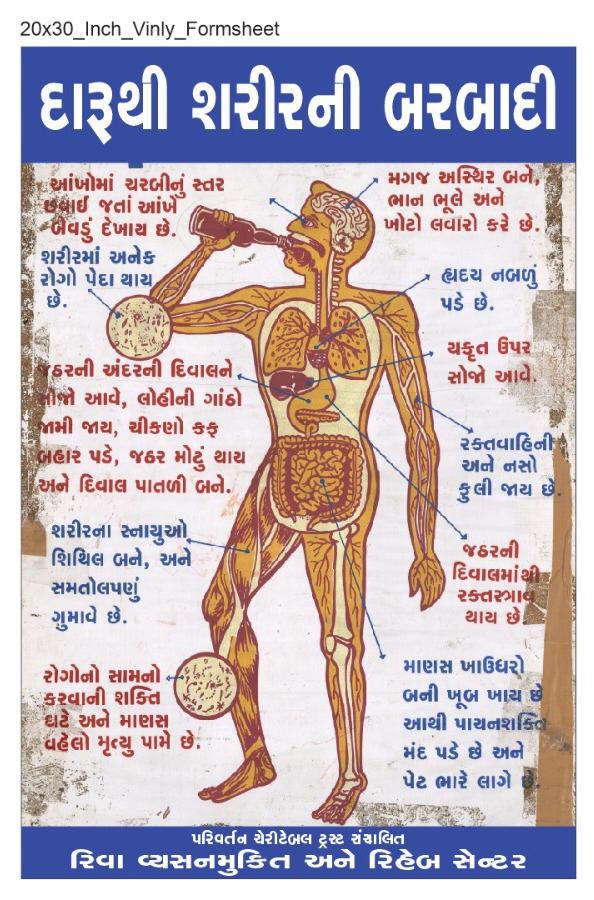 20x30_Inch_Vinly_Formsheet
દારૂથી શરીરની બરબાદી
આંખોમાં ચરબીનું સ્તર
છવાઈ જતાં આંખે
બેવડું દેખાય છે.
મગજ અસ્થિર બને,
ભાન ભૂલે અને
ખોટો લવારો કરે છે.
શરીરમાં અનેક
રોગો પેદા થાય
છે.
હ્યદય નબળું
પડે છે.
યકૃત ઉપર
સોજો આવે.
જઠરની અંદરની દિવાલને
સોજો આવે, લોહીની ગાંઠો
જામી જાય, ચીકણો કફ
બહાર પડે, જઠર મોટું થાય
અને દિવાલ પાતળી બને.
રક્તવાહિની
અને નસો
ફુલી જાય છે.
શરીરના સ્નાયુઓ
શિથિલ બને, અને
સમતોલપણું
ગુમાવે છે.
જઠરની
દિવાલમાંથી
રક્તસ્ત્રાવ
થાય છે.
રોગોનો સામનો
કરવાની શક્તિ
ઘટે અને માણસ
વહેલો મૃત્યુ પામે છે.
માણસ ખાઉધરો
બની ખૂબ ખાય છે
આથી પાચનશક્તિ
મંદ પડે છે અને
પેટ ભારે લાગે છે.
પરિવર્તન ચેરીટેબલ ટ્રસ્ટ સંચાલિત
રિવા વ્યસનમુકિત અને રિહેબ સેન્ટર